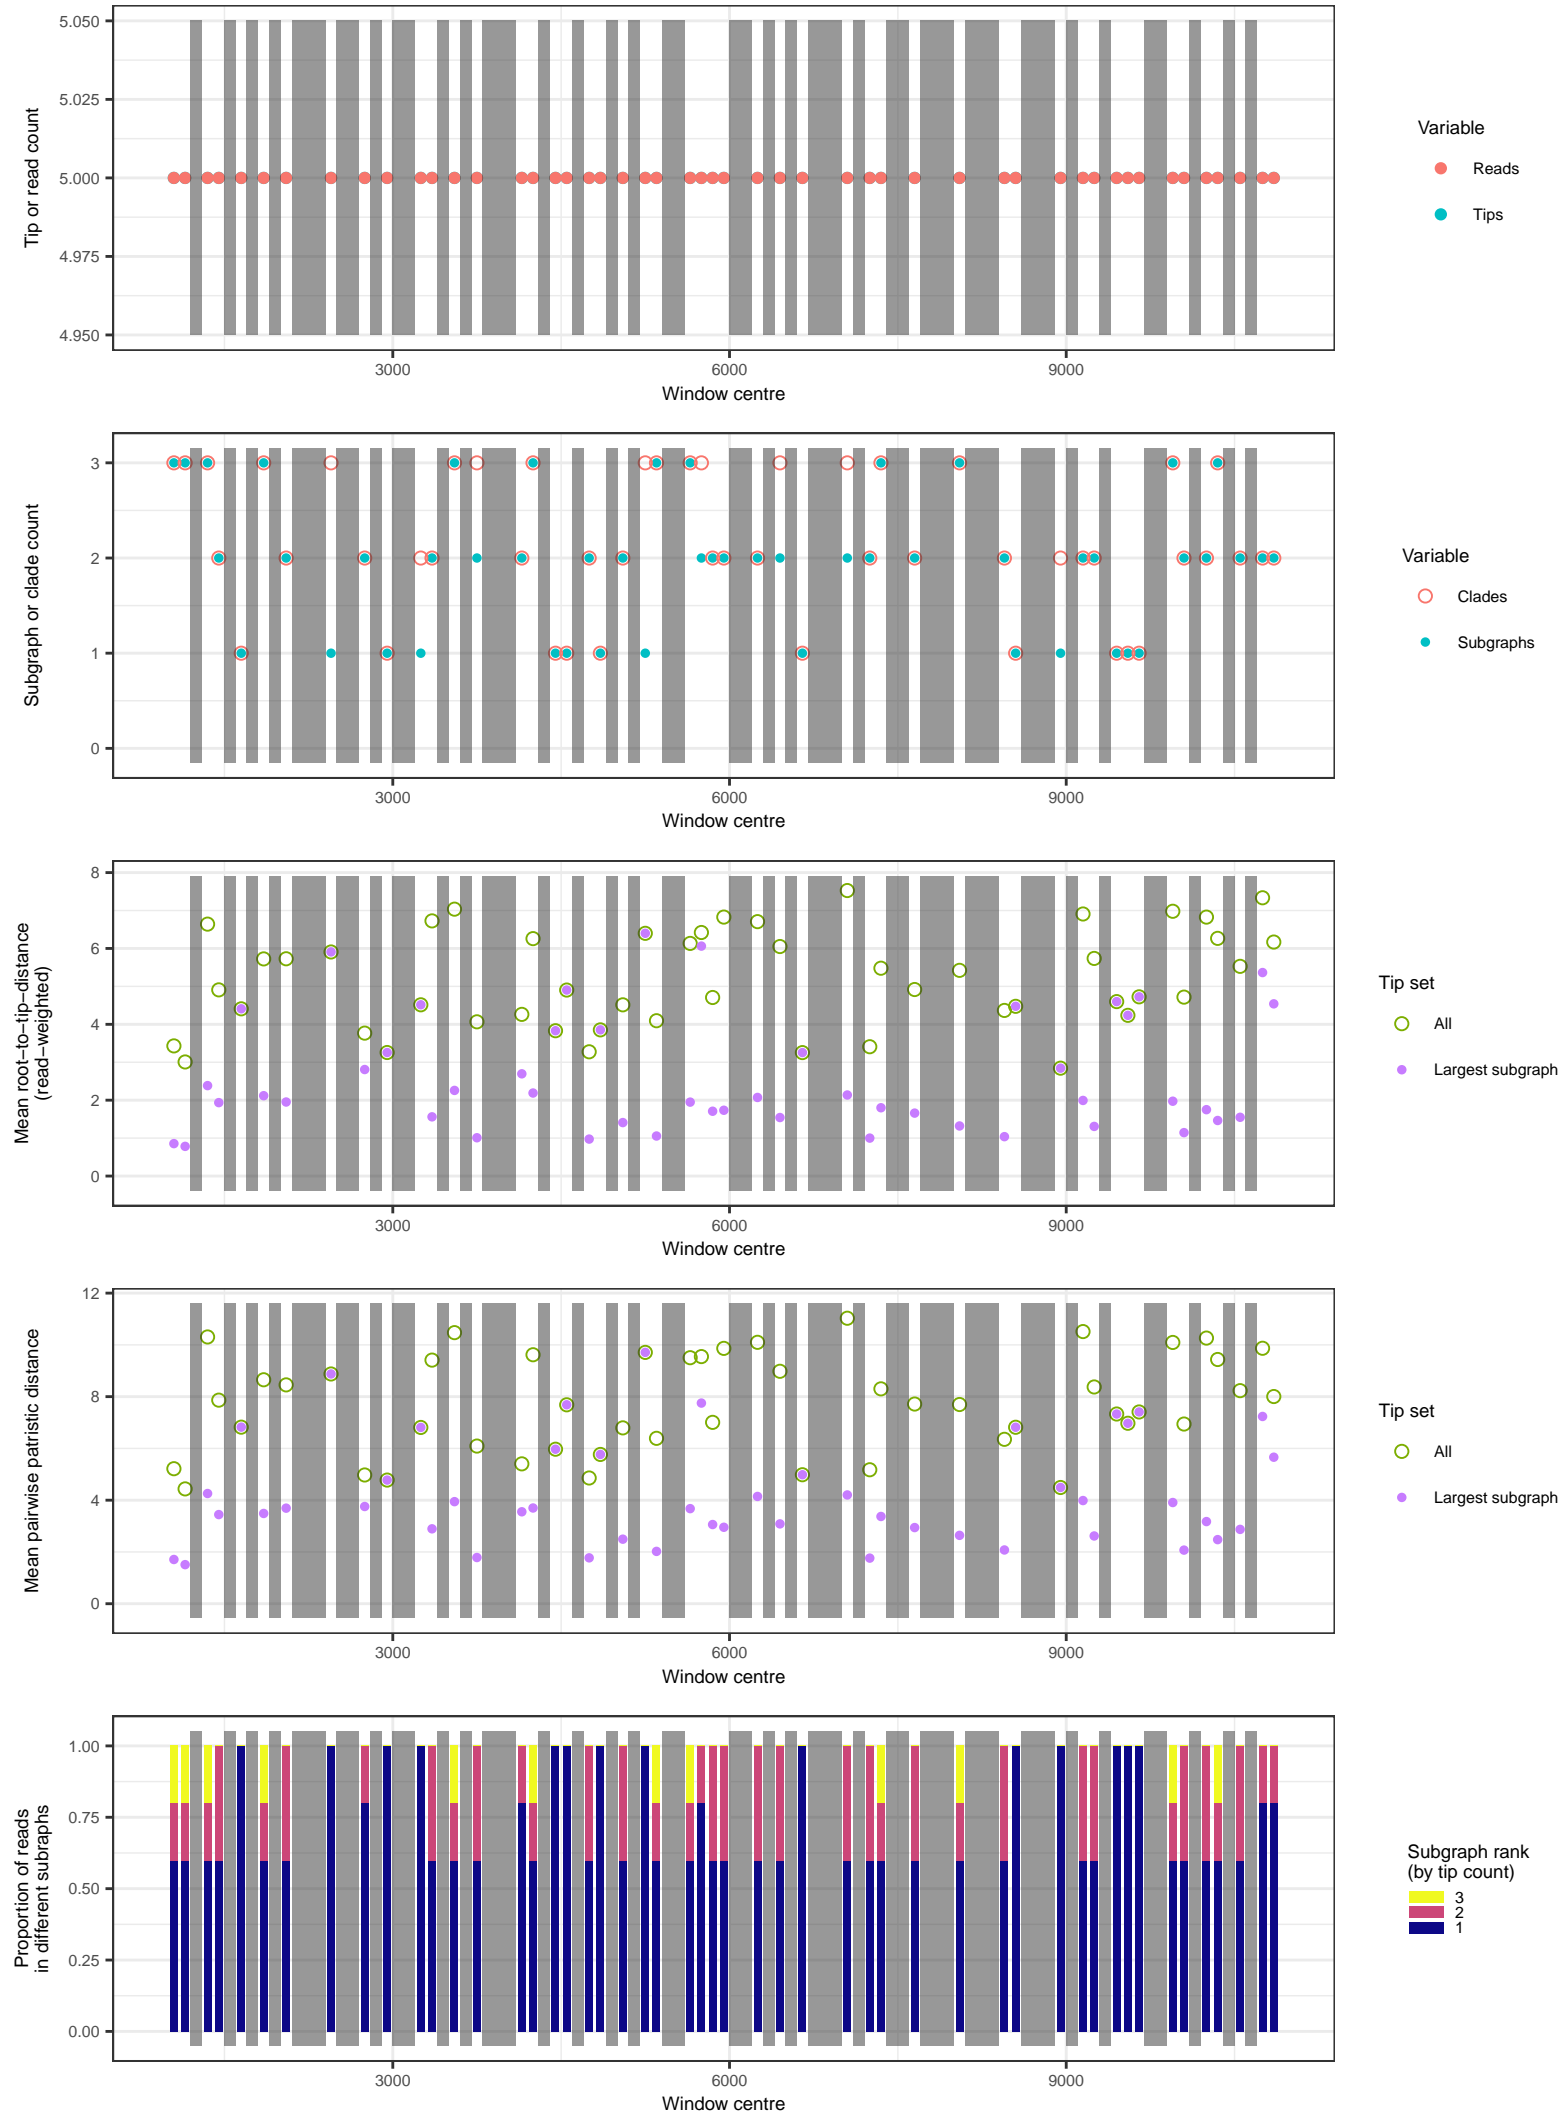 5.050
5.025
5.000
4.975
4.950
Tip or read count
3000
6000
9000
Window centre
Variable
Reads
Tips
3
2
1
0
Subgraph or clade count
3000
6000
9000
Window centre
Variable
Clades
Subgraphs
8
6
4
2
0
Mean root−to−tip−distance
(read−weighted)
3000
6000
9000
Window centre
Tip set
All
Largest subgraph
12
8
4
0
Mean pairwise patristic distance
3000
6000
9000
Window centre
Tip set
All
Largest subgraph
1.00
0.75
0.50
0.25
0.00
Proportion of reads
in different subraphs
3000
6000
9000
Window centre
Subgraph rank
(by tip count)
3
2
1